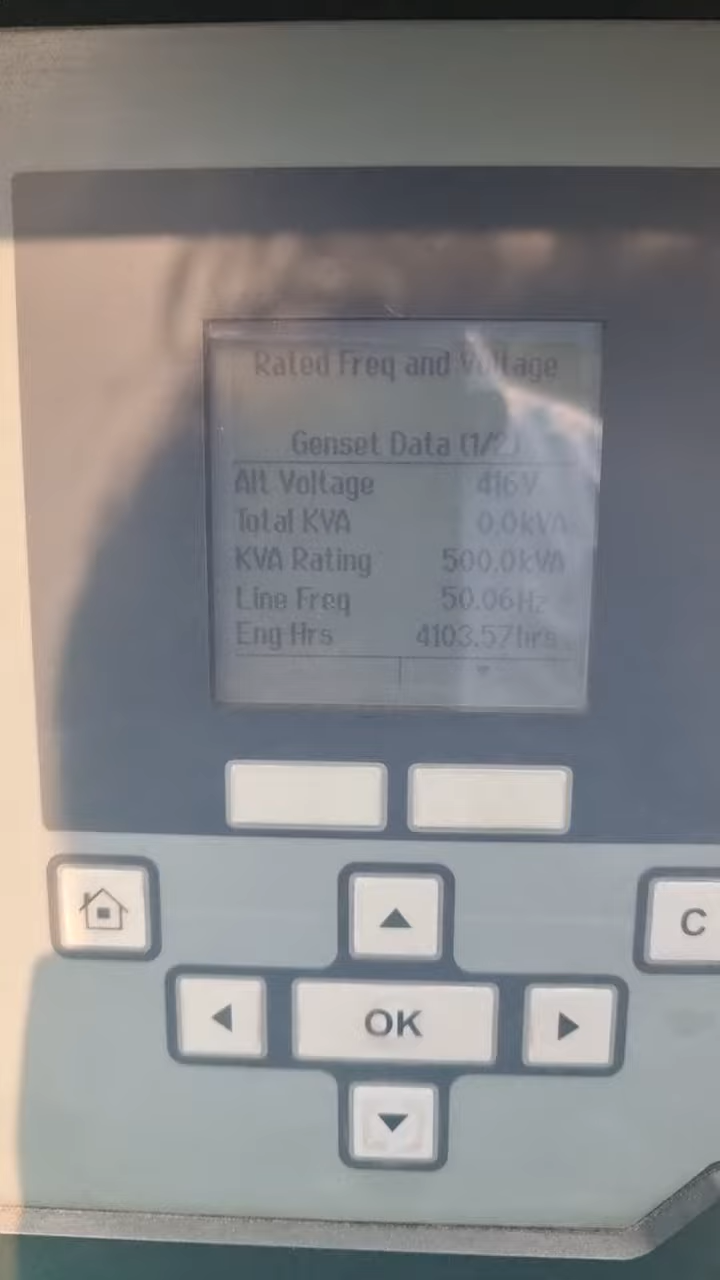 Rated Freq and Voltage
Genset Data (1/2)
Alt Voltage 416V
Total KVA 0.0kVA
KVA Rating 500.0kVA
Line Freq 50.06Hz
Eng Hrs 4103.57hrs
C
OK